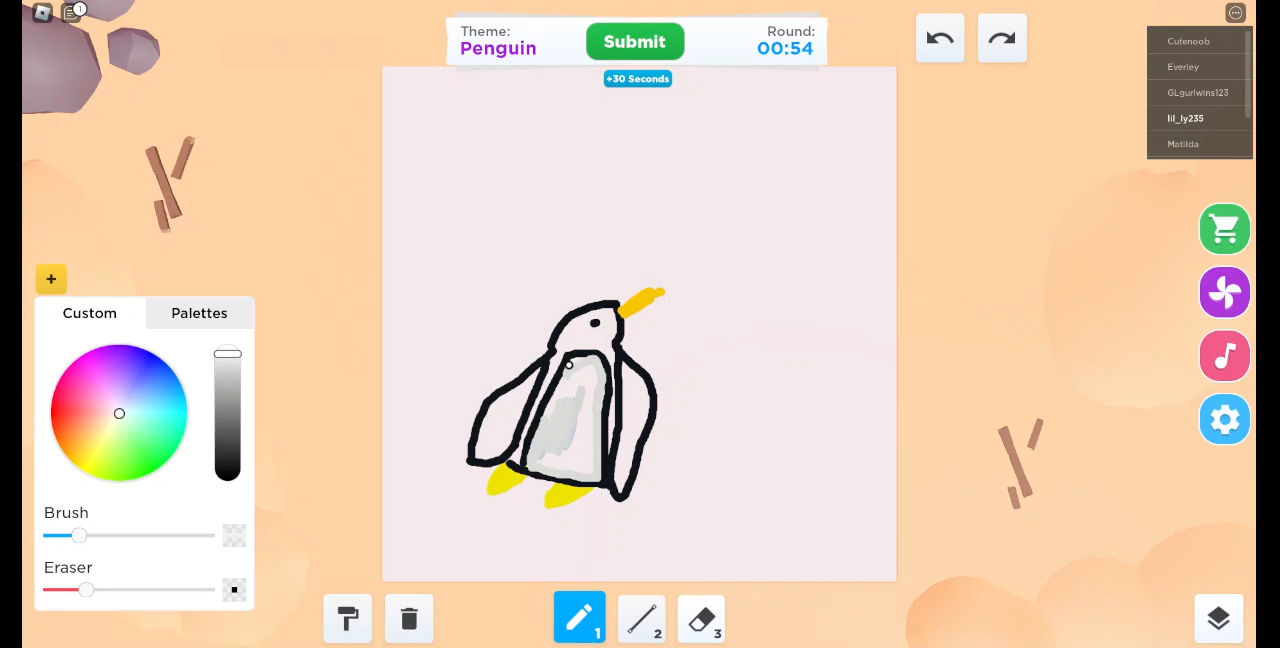 1
Theme:
Penguin
Submit
Round:
00:54
+30 Seconds
Cutenoob
Everley
GLgurlwins123
lil_ly235
Matilda
+
Custom
Palettes
Brush
Eraser
1
2
3